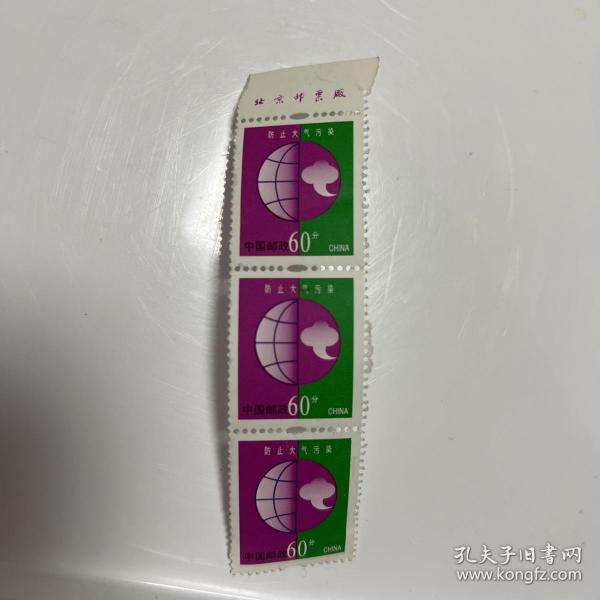 北京邮票厂
防止大气污染
中国邮政60分 CHINA
防止大气污染
中国邮政60分 CHINA
防止大气污染
中国邮政60分 CHINA
孔夫子旧书网
www.kongfz.com